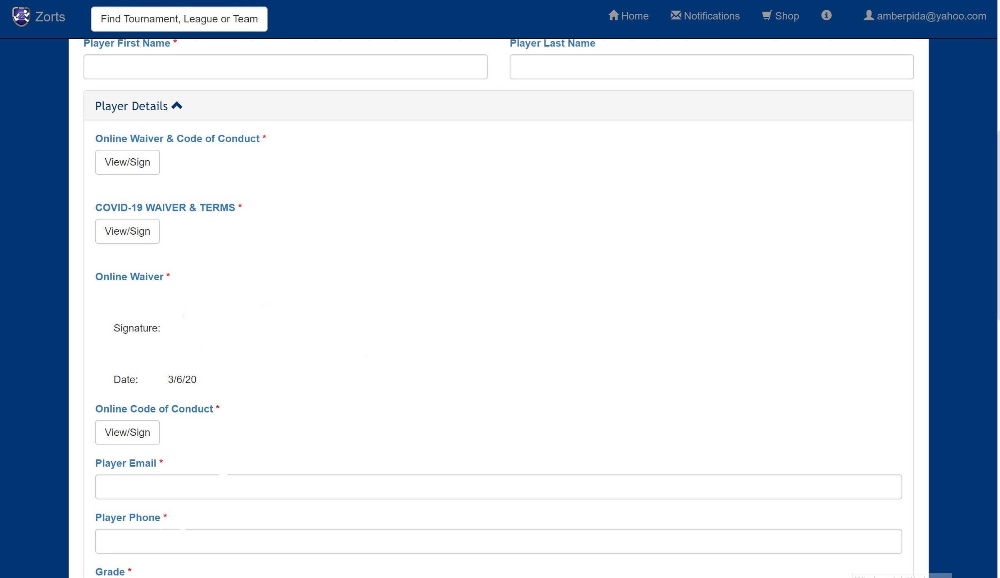 Zorts
Find Tournament, League or Team
Home
Notifications
Shop
amberpida@yahoo.com
Player First Name *
Player Last Name
Player Details
Online Waiver & Code of Conduct *
View/Sign
COVID-19 WAIVER & TERMS *
View/Sign
Online Waiver *
Signature:
Date: 3/6/20
Online Code of Conduct *
View/Sign
Player Email *
Player Phone *
Grade *